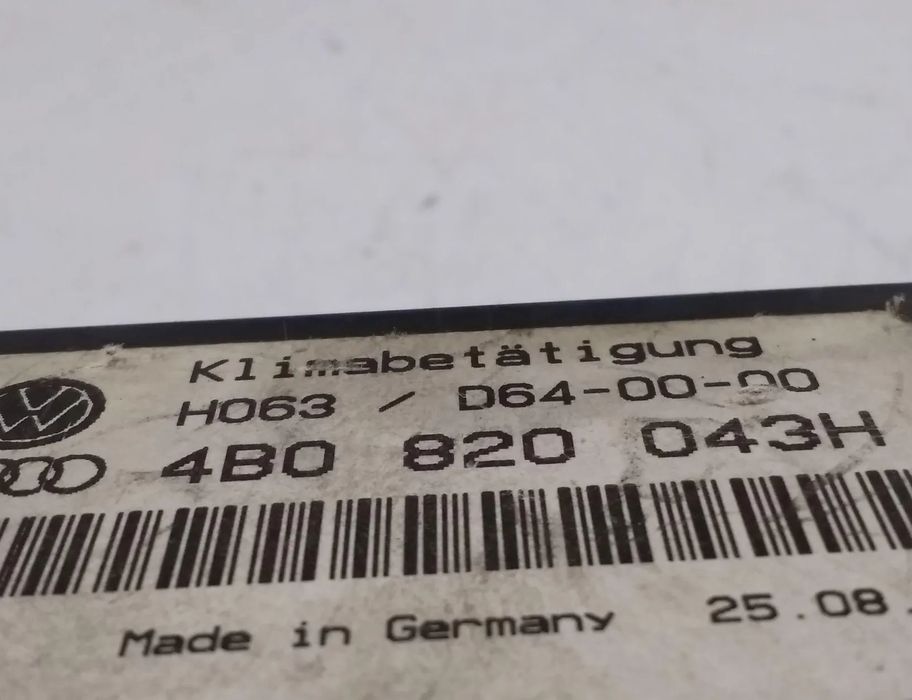 Klimabetätigung
H063 / D64-00-00
4B0 820 043H
Made in Germany 25.08.